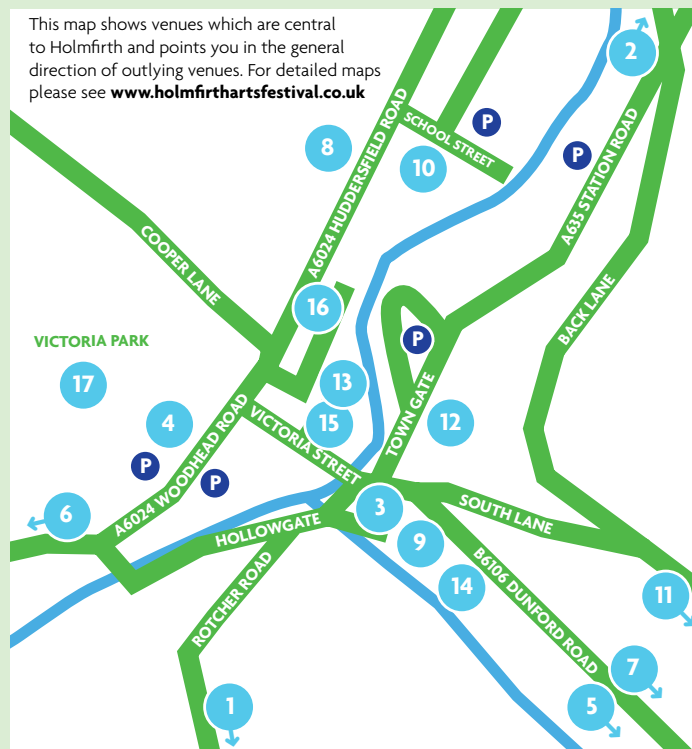 This map shows venues which are central
to Holmfirth and points you in the general
direction of outlying venues. For detailed maps
please see www.holmfirthartsfestival.co.uk
2
P
P
SCHOOL STREET
8
10
A6024 HUDDERSFIELD ROAD
A635 STATION ROAD
COOPER LANE
BACK LANE
16
P
VICTORIA PARK
17
13
4
15
12
TOWN GATE
VICTORIA STREET
A6024 WOODHEAD ROAD
P
P
6
3
SOUTH LANE
HOLLOWGATE
9
14
B6106 DUNFORD ROAD
ROTCHER ROAD
11
7
1
5